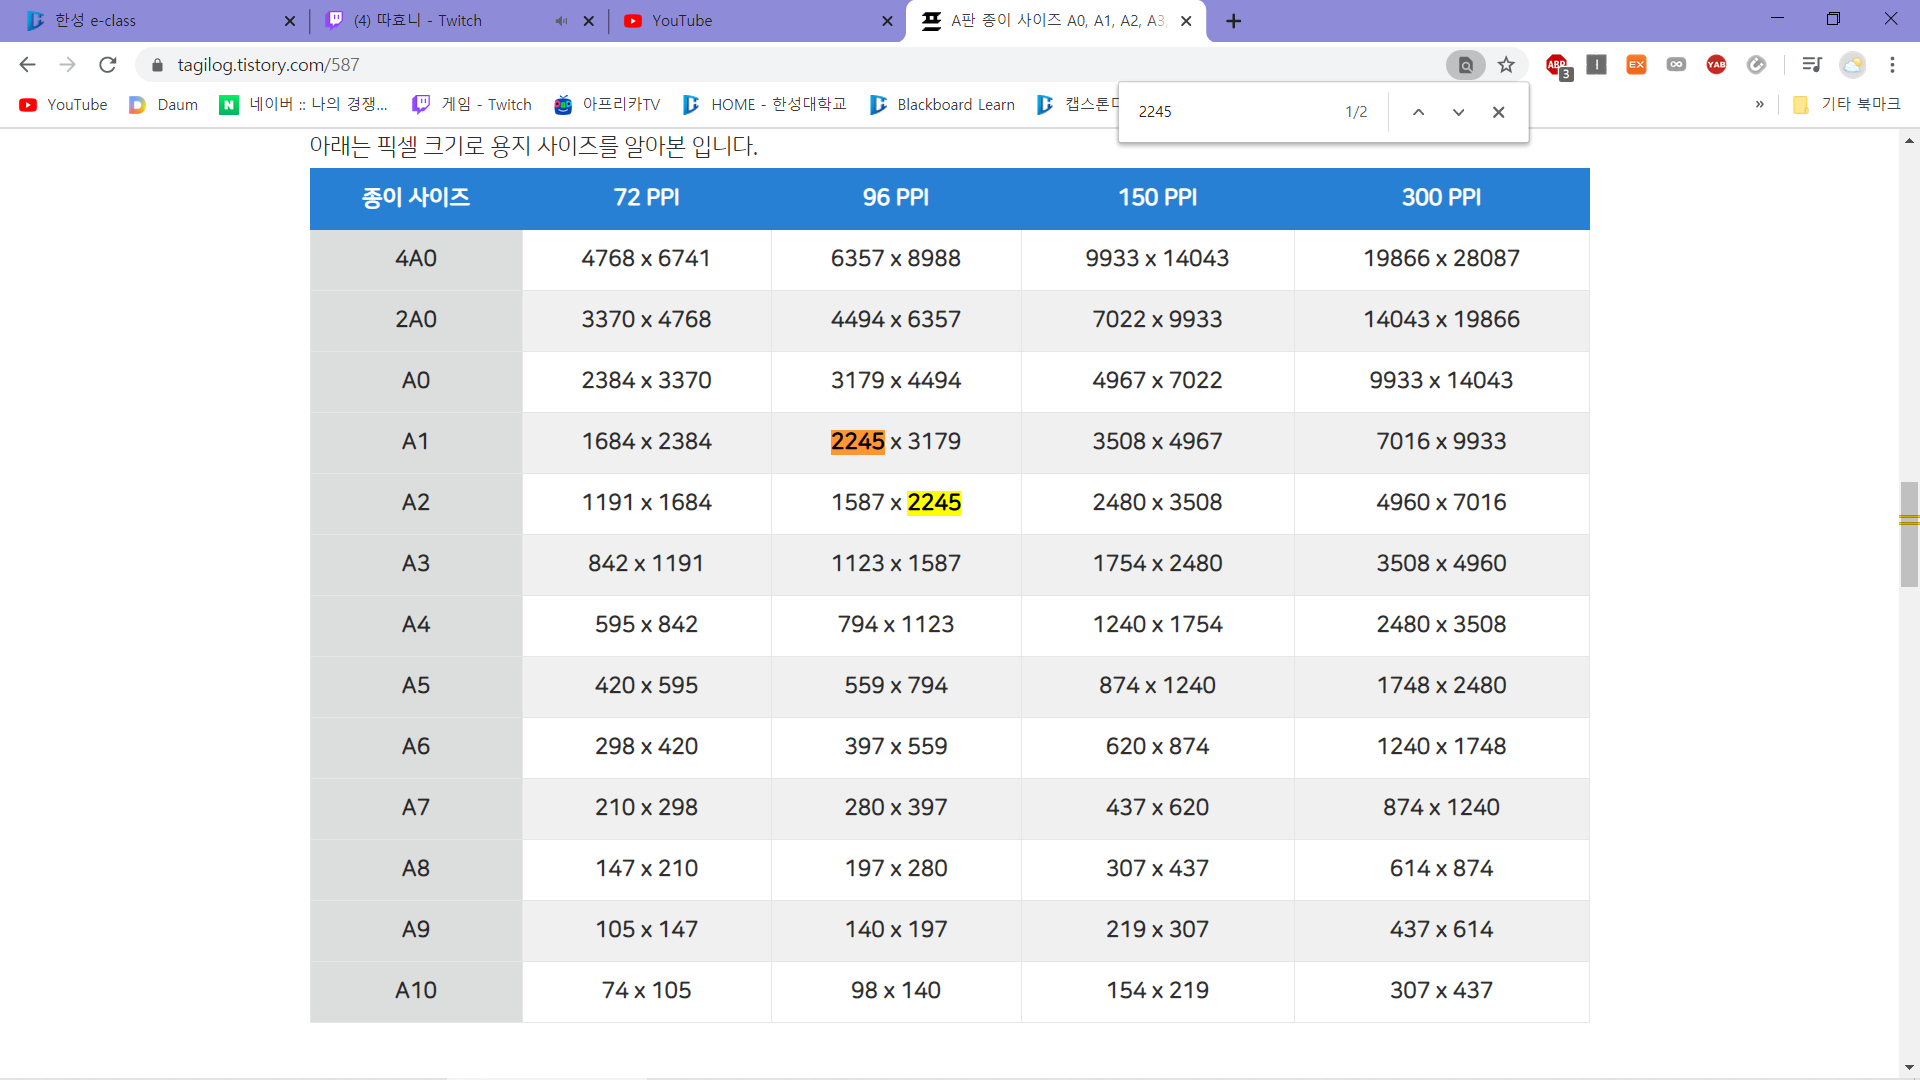 한성 e-class
(4) 따효니 - Twitch
YouTube
A판 종이 사이즈 A0, A1, A2, A3,
tagilog.tistory.com/587
ABP 3
EX
YAB
YouTube
Daum
네이버 :: 나의 경쟁...
게임 - Twitch
아프리카TV
HOME - 한성대학교
Blackboard Learn
캡스톤디
»
기타 북마크
2245 1/2
아래는 픽셀 크기로 용지 사이즈를 알아본 입니다.
종이 사이즈 72 PPI 96 PPI 150 PPI 300 PPI
4A0 4768 x 6741 6357 x 8988 9933 x 14043 19866 x 28087
2A0 3370 x 4768 4494 x 6357 7022 x 9933 14043 x 19866
A0 2384 x 3370 3179 x 4494 4967 x 7022 9933 x 14043
A1 1684 x 2384 2245 x 3179 3508 x 4967 7016 x 9933
A2 1191 x 1684 1587 x 2245 2480 x 3508 4960 x 7016
A3 842 x 1191 1123 x 1587 1754 x 2480 3508 x 4960
A4 595 x 842 794 x 1123 1240 x 1754 2480 x 3508
A5 420 x 595 559 x 794 874 x 1240 1748 x 2480
A6 298 x 420 397 x 559 620 x 874 1240 x 1748
A7 210 x 298 280 x 397 437 x 620 874 x 1240
A8 147 x 210 197 x 280 307 x 437 614 x 874
A9 105 x 147 140 x 197 219 x 307 437 x 614
A10 74 x 105 98 x 140 154 x 219 307 x 437